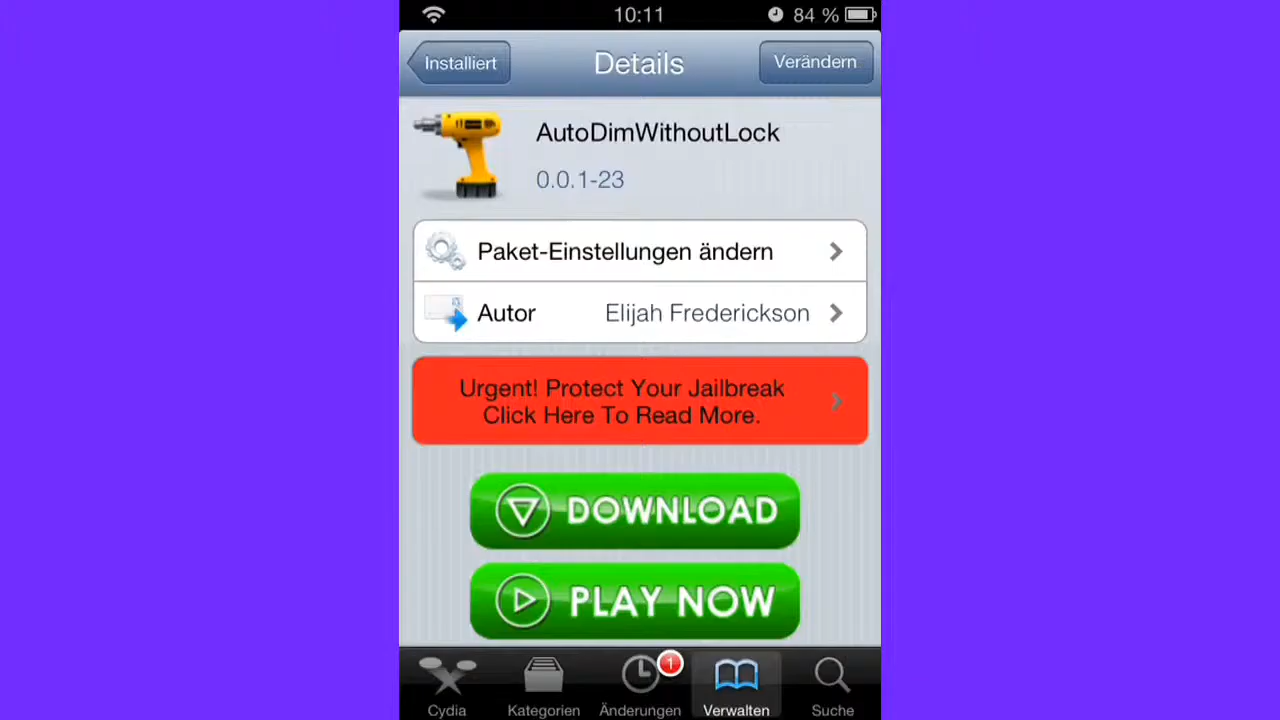 10:11
84 %
Installiert
Details
Verändern
AutoDimWithoutLock
0.0.1-23
Paket-Einstellungen ändern
Autor Elijah Frederickson
Urgent! Protect Your Jailbreak
Click Here To Read More.
DOWNLOAD
PLAY NOW
1
Cydia
Kategorien
Änderungen
Verwalten
Suche